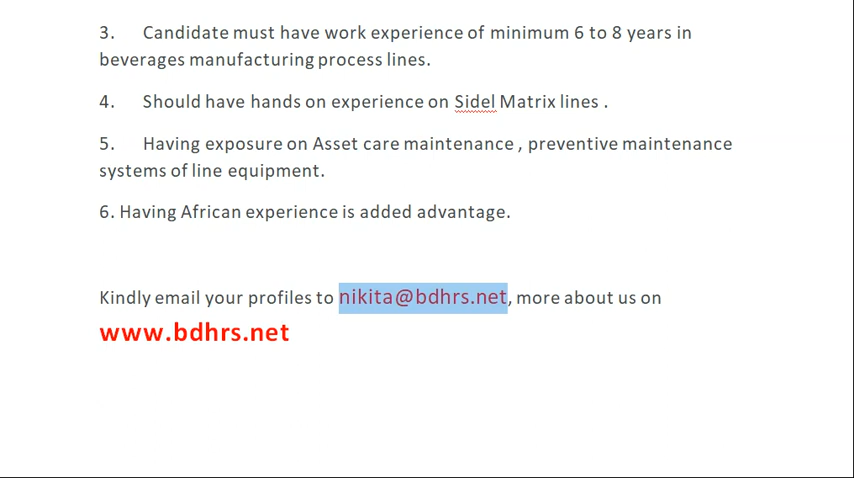 3. Candidate must have work experience of minimum 6 to 8 years in
beverages manufacturing process lines.
4. Should have hands on experience on Sidel Matrix lines .
5. Having exposure on Asset care maintenance , preventive maintenance
systems of line equipment.
6. Having African experience is added advantage.
Kindly email your profiles to nikita@bdhrs.net, more about us on
www.bdhrs.net